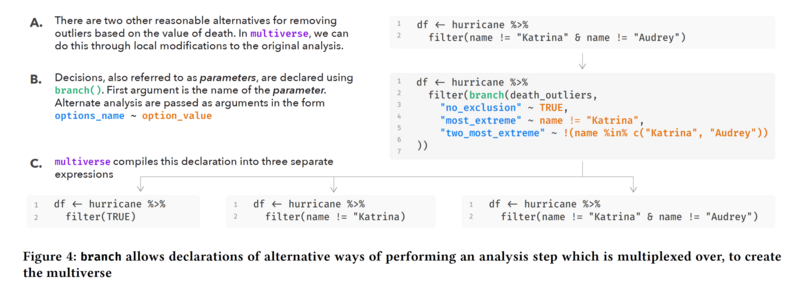 A. There are two other reasonable alternatives for removing
outliers based on the value of death. In multiverse, we can
do this through local modifications to the original analysis.
1 df <- hurricane %>%
2 filter(name != "Katrina" & name != "Audrey")
B. Decisions, also referred to as parameters, are declared using
branch(). First argument is the name of the parameter.
Alternate analysis are passed as arguments in the form
options_name ~ option_value
1 df <- hurricane %>%
2 filter(branch(death_outliers,
3 "no_exclusion" ~ TRUE,
4 "most_extreme" ~ name != "Katrina",
5 "two_most_extreme" ~ !(name %in% c("Katrina", "Audrey"))
6 ))
7
C. multiverse compiles this declaration into three separate
expressions
1 df <- hurricane %>%
2 filter(TRUE)
1 df <- hurricane %>%
2 filter(name != "Katrina)
1 df <- hurricane %>%
2 filter(name != "Katrina" & name != "Audrey")
Figure 4: branch allows declarations of alternative ways of performing an analysis step which is multiplexed over, to create
the multiverse